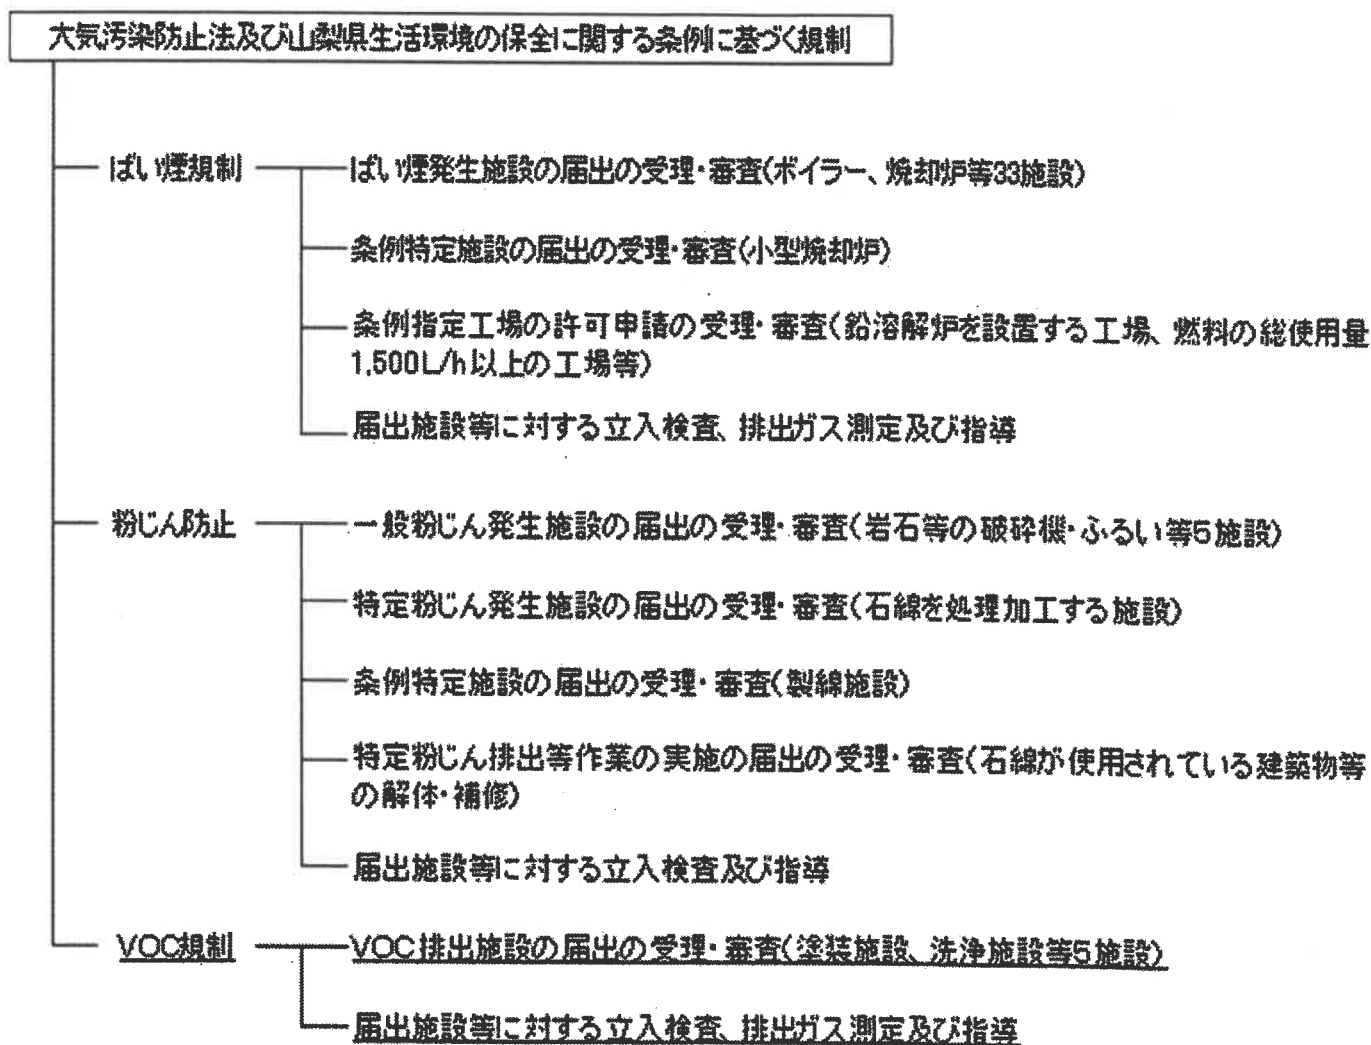 大気汚染防止法及び山梨県生活環境の保全に関する条例に基づく規制
ばい煙規制
ばい煙発生施設の届出の受理・審査(ボイラー、焼却炉等33施設)
条例特定施設の届出の受理・審査(小型焼却炉)
条例指定工場の許可申請の受理・審査(鉛溶解炉を設置する工場、燃料の総使用量
1,500L/h以上の工場等)
届出施設等に対する立入検査、排出ガス測定及び指導
粉じん防止
一般粉じん発生施設の届出の受理・審査(岩石等の破砕機・ふるい等5施設)
特定粉じん発生施設の届出の受理・審査(石綿を処理加工する施設)
条例特定施設の届出の受理・審査(製綿施設)
特定粉じん排出等作業の実施の届出の受理・審査(石綿が使用されている建築物等
の解体・補修)
届出施設等に対する立入検査及び指導
VOC規制
VOC排出施設の届出の受理・審査(塗装施設、洗浄施設等5施設)
届出施設等に対する立入検査、排出ガス測定及び指導